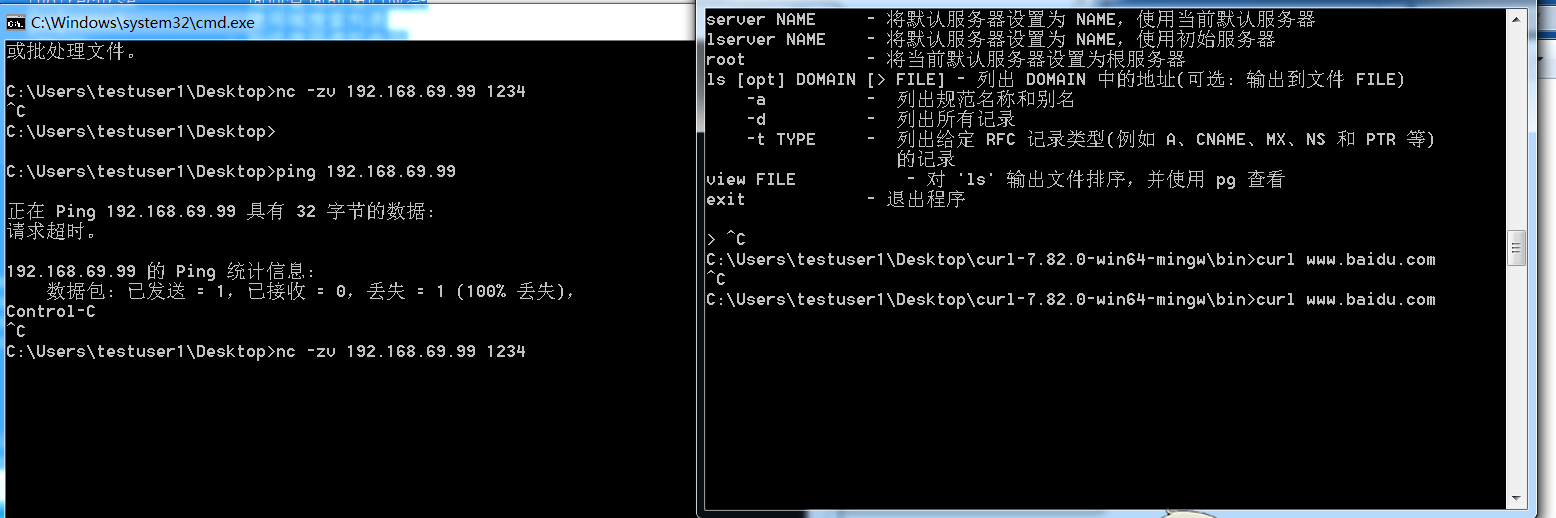 C:\Windows\system32\cmd.exe
或批处理文件。
C:\Users\testuser1\Desktop>nc -zv 192.168.69.99 1234
^C
C:\Users\testuser1\Desktop>
C:\Users\testuser1\Desktop>ping 192.168.69.99
正在 Ping 192.168.69.99 具有 32 字节的数据:
请求超时。
192.168.69.99 的 Ping 统计信息:
    数据包: 已发送 = 1，已接收 = 0，丢失 = 1 (100% 丢失)，
Control-C
^C
C:\Users\testuser1\Desktop>nc -zv 192.168.69.99 1234
server NAME     - 将默认服务器设置为 NAME，使用当前默认服务器
lserver NAME    - 将默认服务器设置为 NAME，使用初始服务器
root            - 将当前默认服务器设置为根服务器
ls [opt] DOMAIN [> FILE] - 列出 DOMAIN 中的地址(可选: 输出到文件 FILE)
    -a          -  列出规范名称和别名
    -d          -  列出所有记录
    -t TYPE     -  列出给定 RFC 记录类型(例如 A、CNAME、MX、NS 和 PTR 等)
                   的记录
view FILE           - 对 'ls' 输出文件排序，并使用 pg 查看
exit            - 退出程序
> ^C
C:\Users\testuser1\Desktop\curl-7.82.0-win64-mingw\bin>curl www.baidu.com
^C
C:\Users\testuser1\Desktop\curl-7.82.0-win64-mingw\bin>curl www.baidu.com